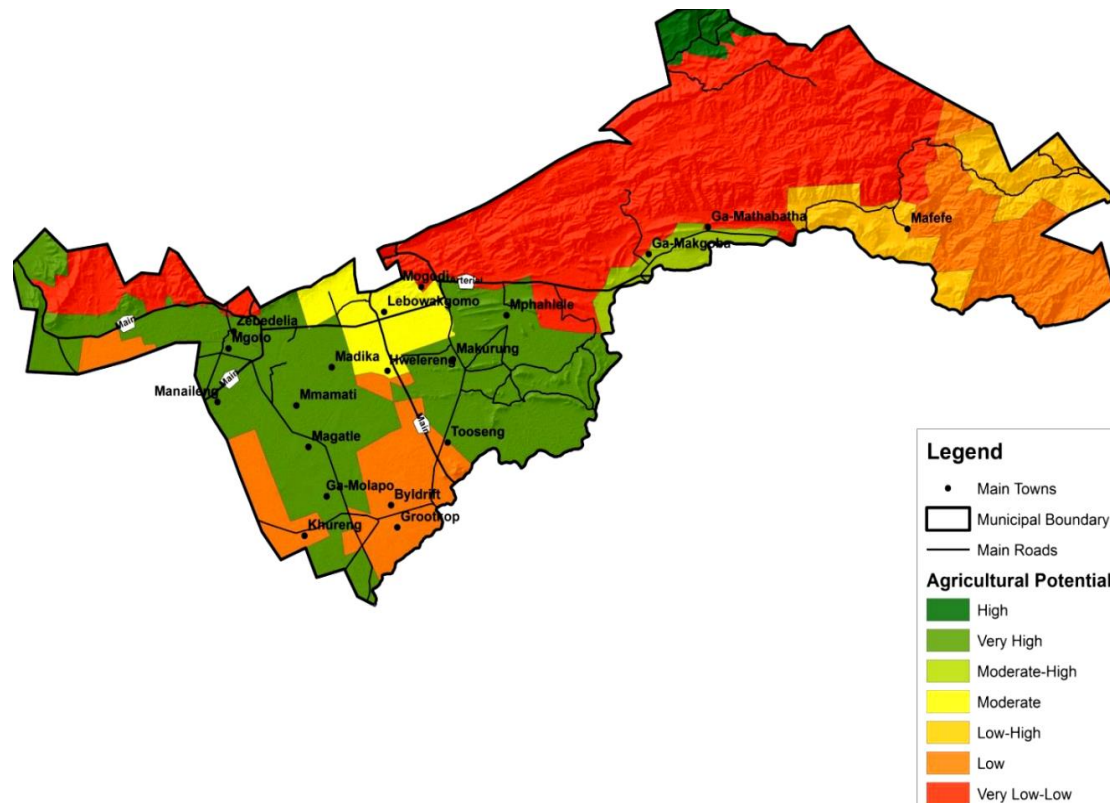 Ga-Mathabatha
Mafefe
Ga-Makgoba
Mogodi
Arterial
Lebowakgomo
Mphahlele
Main
Zebedelia
Mgoto
Madika
Hwelereng
Makurung
Main
Manaileng
Mmamati
Main
Magatle
Tooseng
Ga-Molapo
Byldrift
Khureng
Grootkop
Legend
Main Towns
Municipal Boundary
Main Roads
Agricultural Potential
High
Very High
Moderate-High
Moderate
Low-High
Low
Very Low-Low